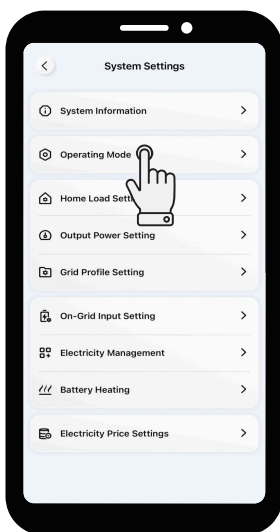 System Settings
System Information
Operating Mode
Home Load Sett
Output Power Setting
Grid Profile Setting
On-Grid Input Setting
Electricity Management
Battery Heating
Electricity Price Settings